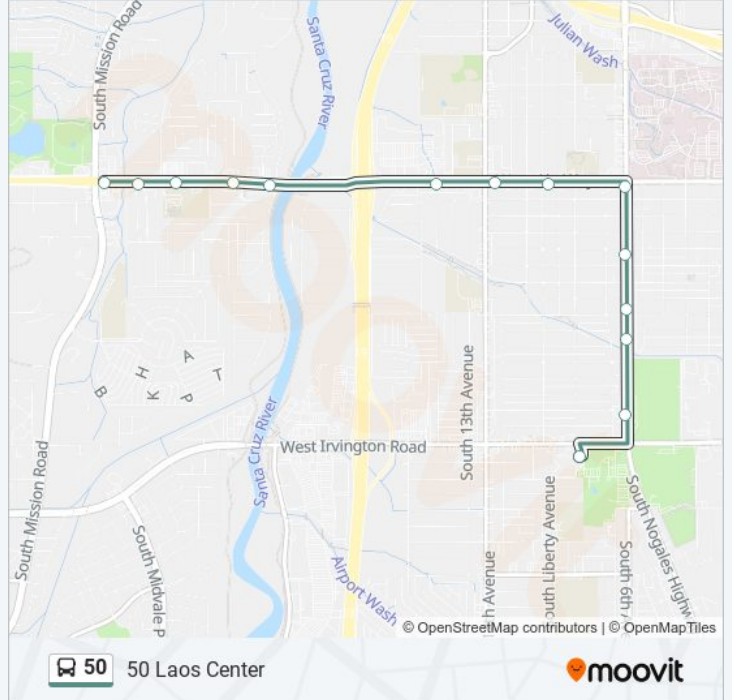 South Mission Road
Santa Cruz River
Julian Wash
B H A T K P
South 13th Avenue
Santa Cruz River
West Irvington Road
South Mission Road
South Midvale P
Airport Wash
h Avenue
outh Liberty Avenue
South 6th A
South Nogales Highw
© OpenStreetMap contributors | © OpenMapTiles
50 50 Laos Center
moovit